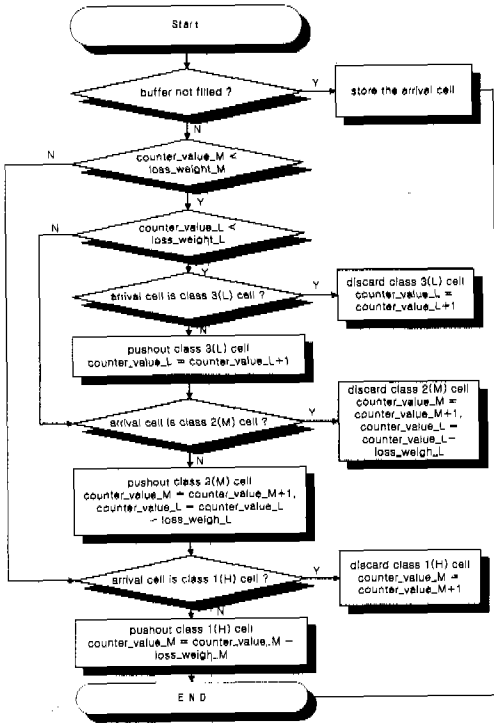 Start
buffer not filled ?
Y
store the arrival cell
N
N
counter_value_M <
loss_weight_M
Y
N
counter_value_L <
loss_weight_L
Y
arrival cell is class 3(L) cell ?
Y
discard class 3(L) cell
counter_value_L =
counter_value_L+1
N
pushout class 3(L) cell
counter_value_L = counter_value_L+1
arrival cell is class 2(M) cell ?
Y
discard class 2(M) cell
counter_value_M =
counter_value_M+1,
counter_value_L =
counter_value_L-
loss_weigh_L
N
pushout class 2(M) cell
counter_value_M = counter_value_M+1,
counter_value_L = counter_value_L
- loss_weigh_L
arrival cell is class 1(H) cell ?
Y
discard class 1(H) cell
counter_value_M =
counter_value_M+1
N
pushout class 1(H) cell
counter_value_M = counter_value_M -
loss_weigh_M
END